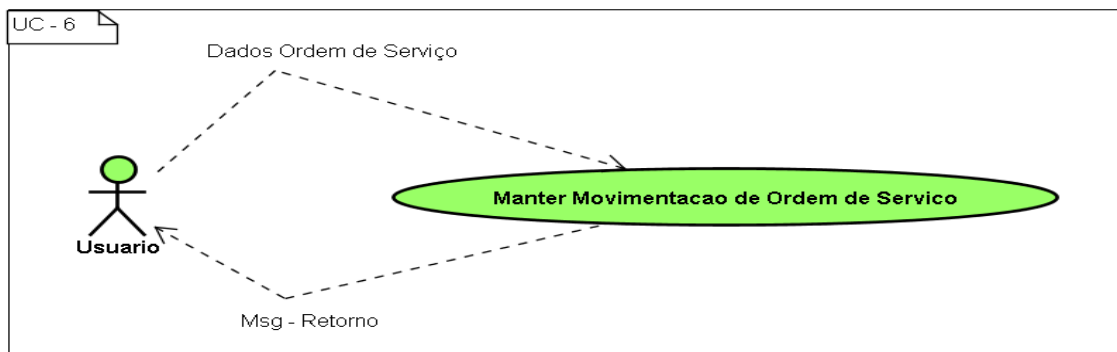 UC - 6
Dados Ordem de Serviço
Manter Movimentacao de Ordem de Servico
Usuario
Msg - Retorno